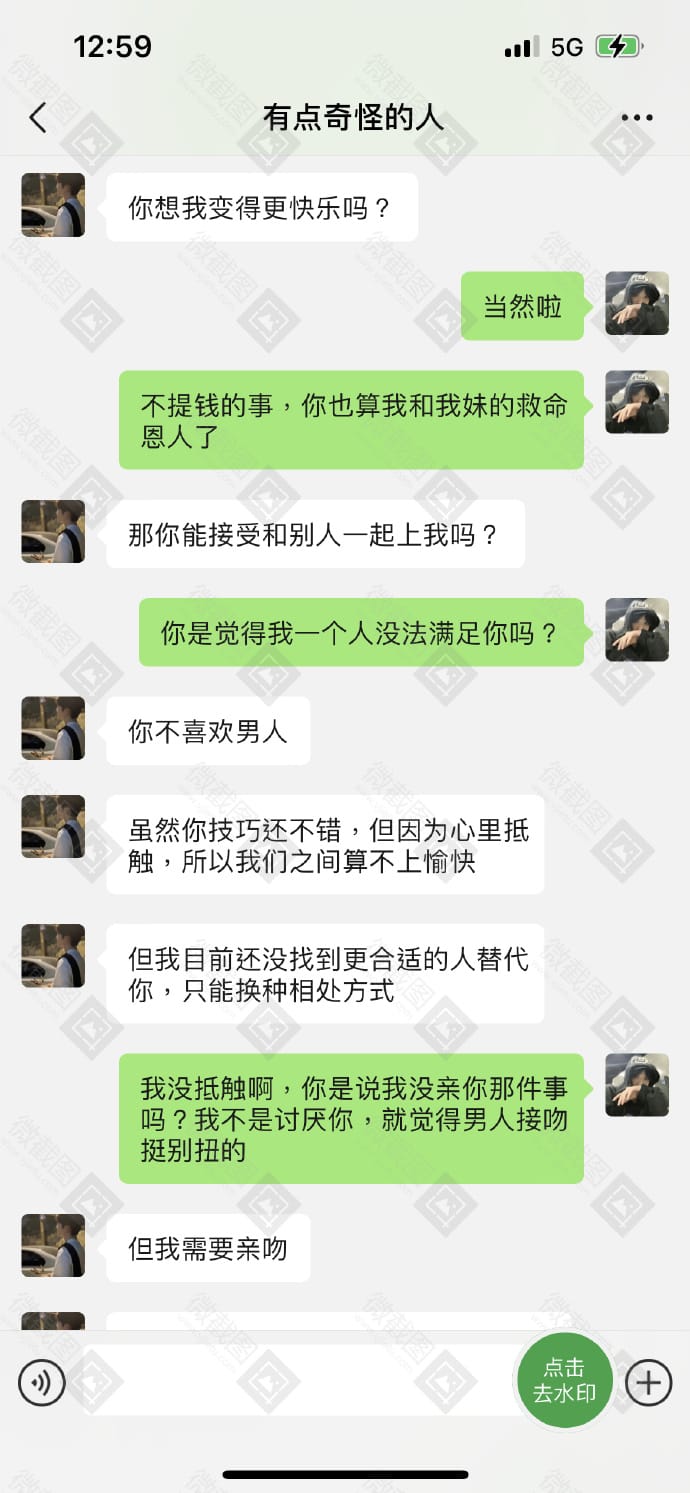 12:59
5G
有点奇怪的人
你想我变得更快乐吗？
当然啦
不提钱的事，你也算我和我妹的救命
恩人了
那你能接受和别人一起上我吗？
你是觉得我一个人没法满足你吗？
你不喜欢男人
虽然你技巧还不错，但因为心里抵
触，所以我们之间算不上愉快
但我目前还没找到更合适的人替代
你，只能换种相处方式
我没抵触啊，你是说我没亲你那件事
吗？我不是讨厌你，就觉得男人接吻
挺别扭的
但我需要亲吻
点击
去水印
微截图